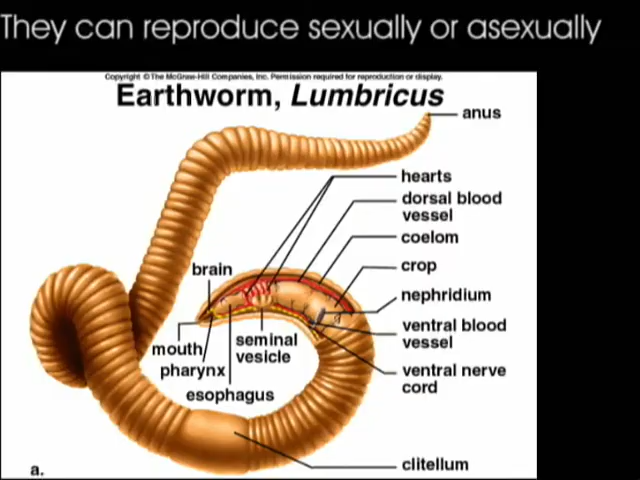 They can reproduce sexually or asexually
Copyright © The McGraw-Hill Companies, Inc. Permission required for reproduction or display.
Earthworm, Lumbricus
anus
hearts
dorsal blood
vessel
coelom
crop
brain
nephridium
ventral blood
vessel
mouth
seminal
vesicle
pharynx
esophagus
ventral nerve
cord
clitellum
a.